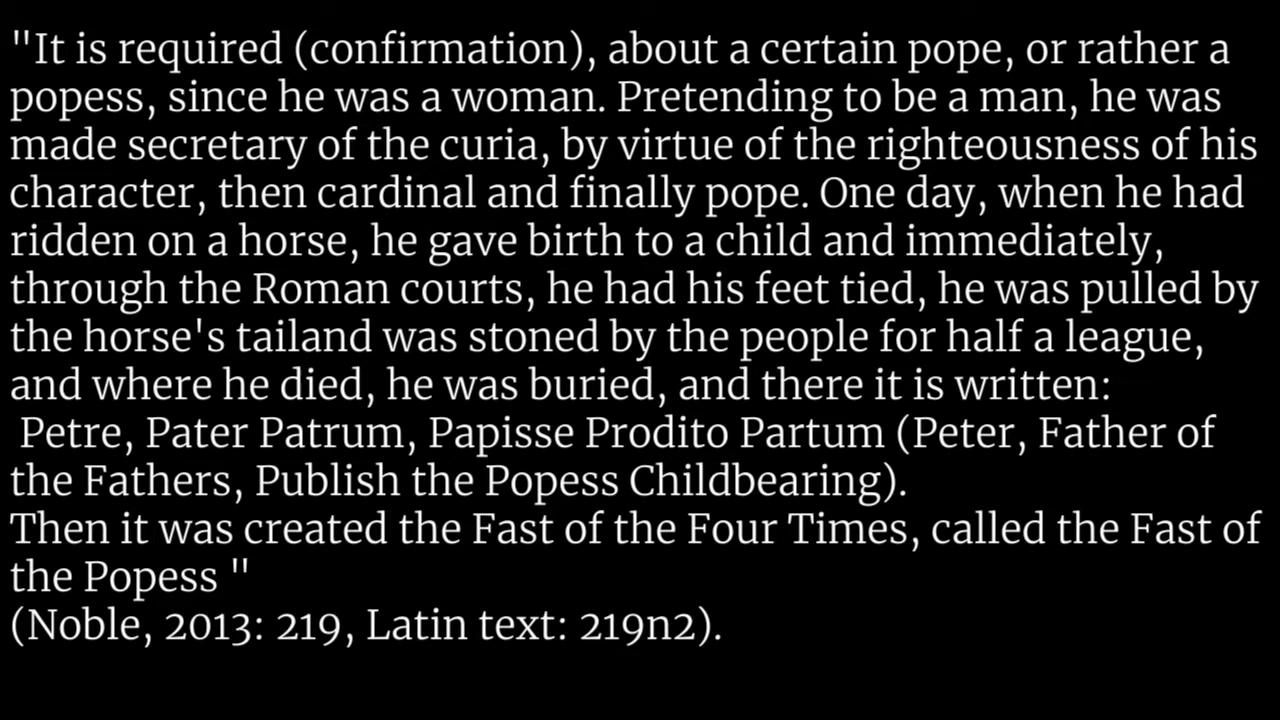 "It is required (confirmation), about a certain pope, or rather a
popess, since he was a woman. Pretending to be a man, he was
made secretary of the curia, by virtue of the righteousness of his
character, then cardinal and finally pope. One day, when he had
ridden on a horse, he gave birth to a child and immediately,
through the Roman courts, he had his feet tied, he was pulled by
the horse's tailand was stoned by the people for half a league,
and where he died, he was buried, and there it is written:
Petre, Pater Patrum, Papisse Prodito Partum (Peter, Father of
the Fathers, Publish the Popess Childbearing).
Then it was created the Fast of the Four Times, called the Fast of
the Popess "
(Noble, 2013: 219, Latin text: 219n2).